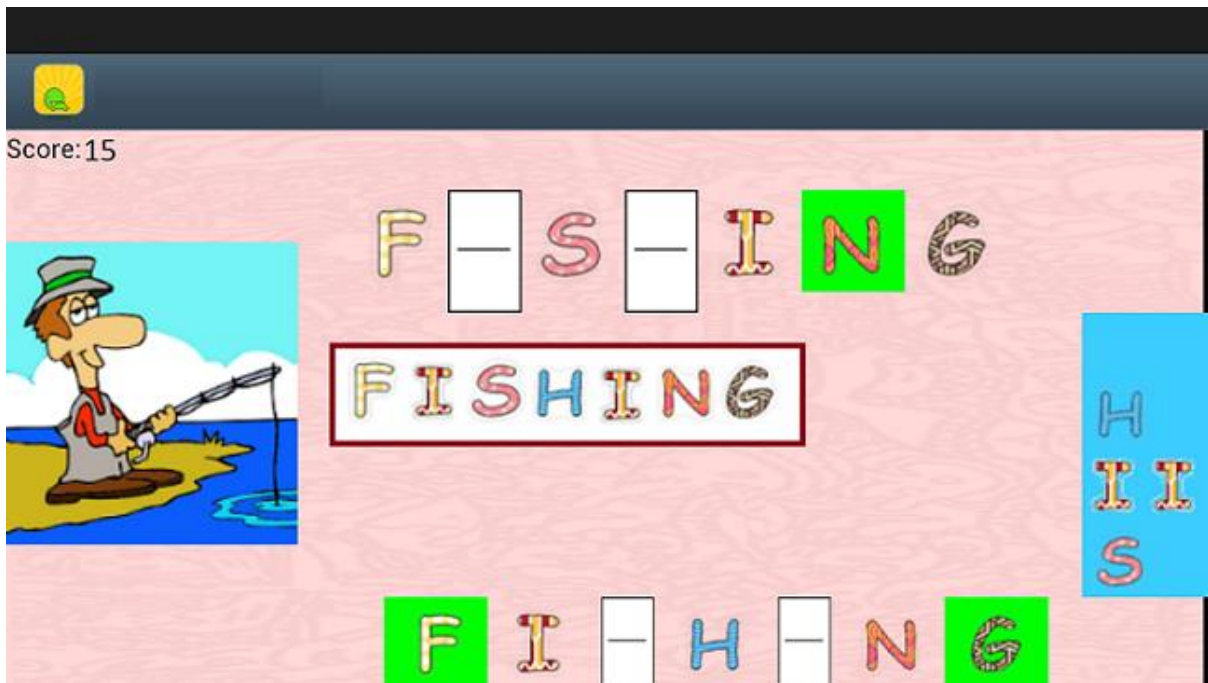 Score: 15
F _ S _ I N G
FISHING
H
I I
S
F I _ H _ N G